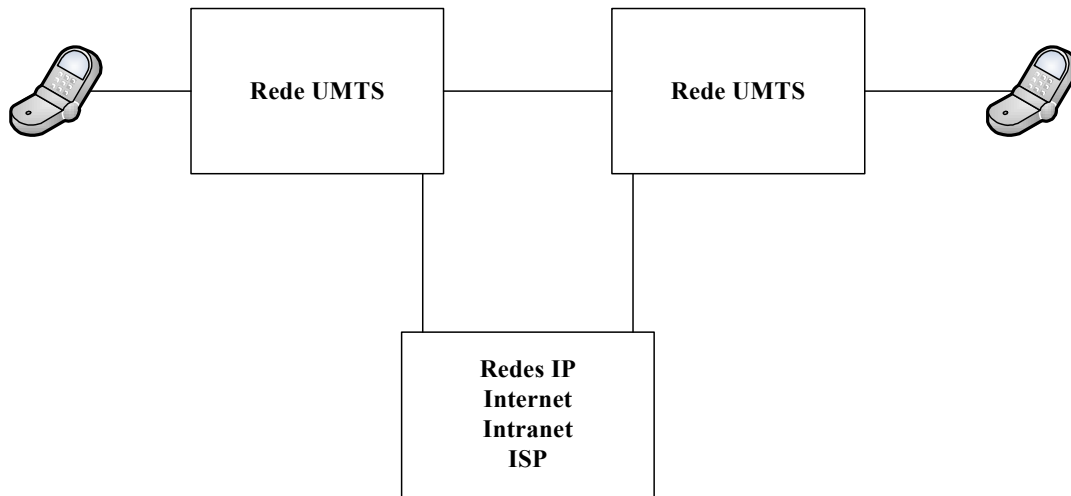 Rede UMTS
Rede UMTS
Redes IP
Internet
Intranet
ISP